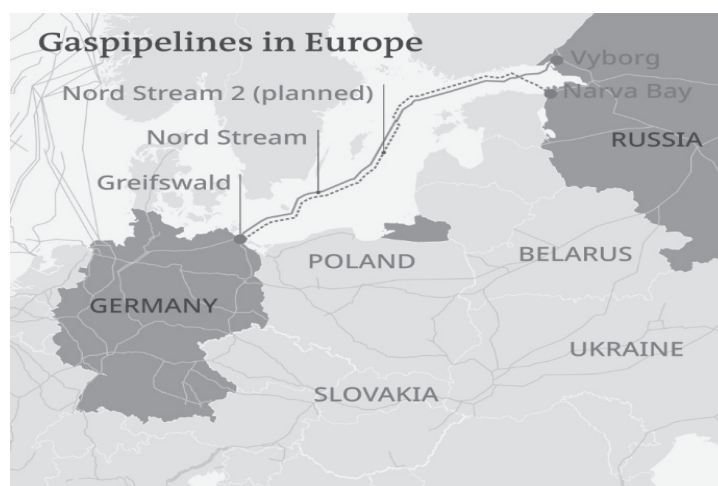 Gaspipelines in Europe
Vyborg
Nord Stream 2 (planned)
Narva Bay
Nord Stream
RUSSIA
Greifswald
POLAND
BELARUS
GERMANY
UKRAINE
SLOVAKIA